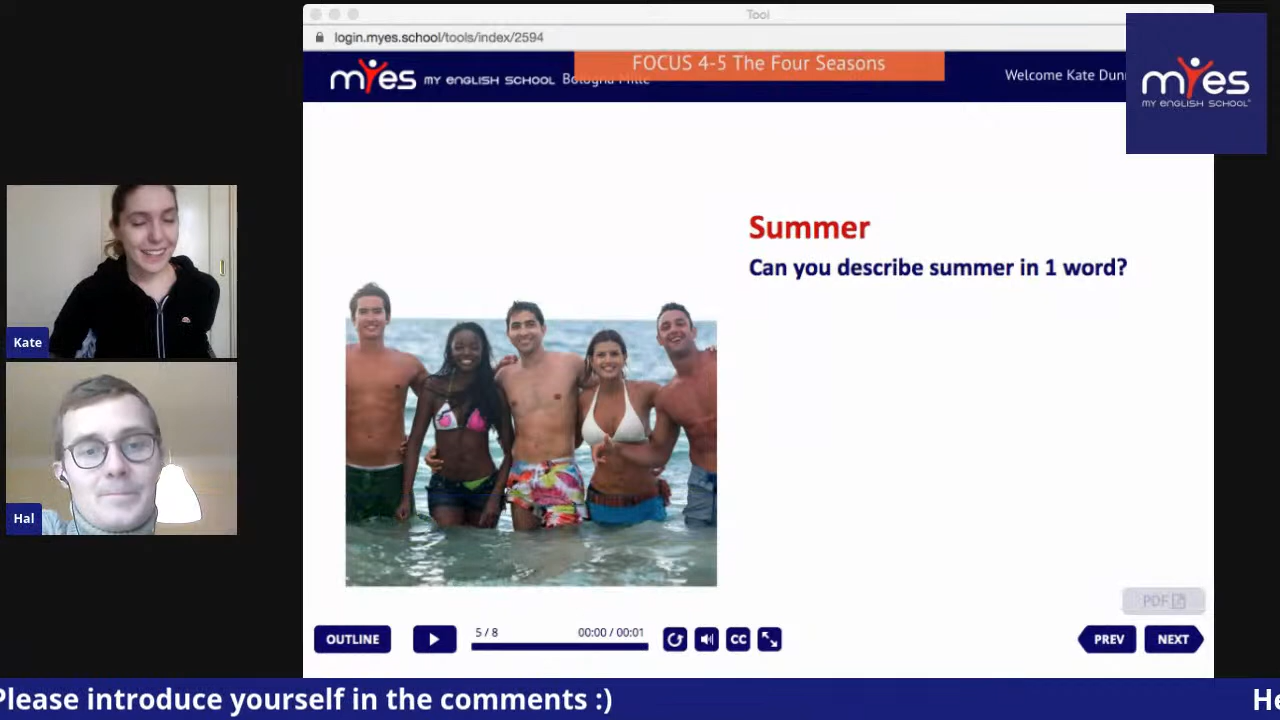 Tool
login.myes.school/tools/index/2594
FOCUS 4-5 The Four Seasons
myes MY ENGLISH SCHOOL
Welcome Kate Dun
myes
MY ENGLISH SCHOOL
Summer
Can you describe summer in 1 word?
Kate
Hal
PDF
OUTLINE
5 / 8
00:00 / 00:01
CC
PREV
NEXT
Please introduce yourself in the comments :)
He